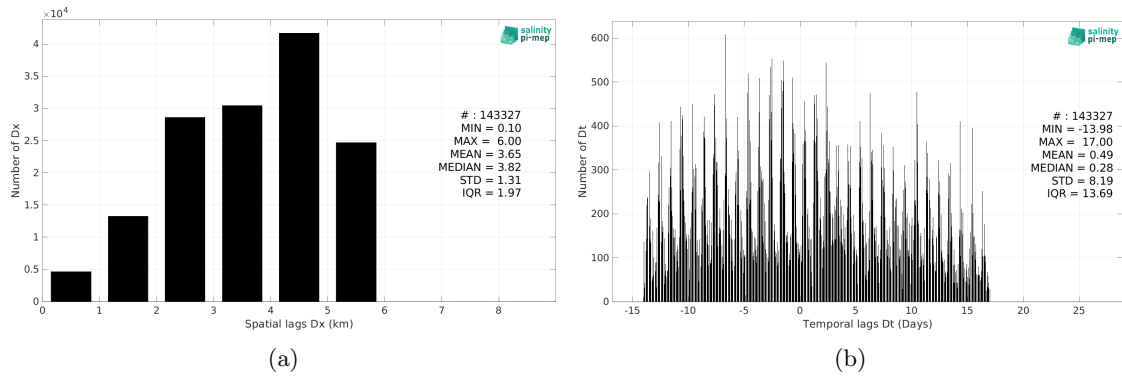 ×10⁴
4
3.5
3
2.5
2
1.5
1
0.5
0
0 1 2 3 4 5 6 7 8
Number of Dx
Spatial lags Dx (km)
salinity
pi-mep
# : 143327
MIN = 0.10
MAX = 6.00
MEAN = 3.65
MEDIAN = 3.82
STD = 1.31
IQR = 1.97
(a)
600
500
400
300
200
100
0
-15 -10 -5 0 5 10 15 20 25
Number of Dt
Temporal lags Dt (Days)
salinity
pi-mep
# : 143327
MIN = -13.98
MAX = 17.00
MEAN = 0.49
MEDIAN = 0.28
STD = 8.19
IQR = 13.69
(b)